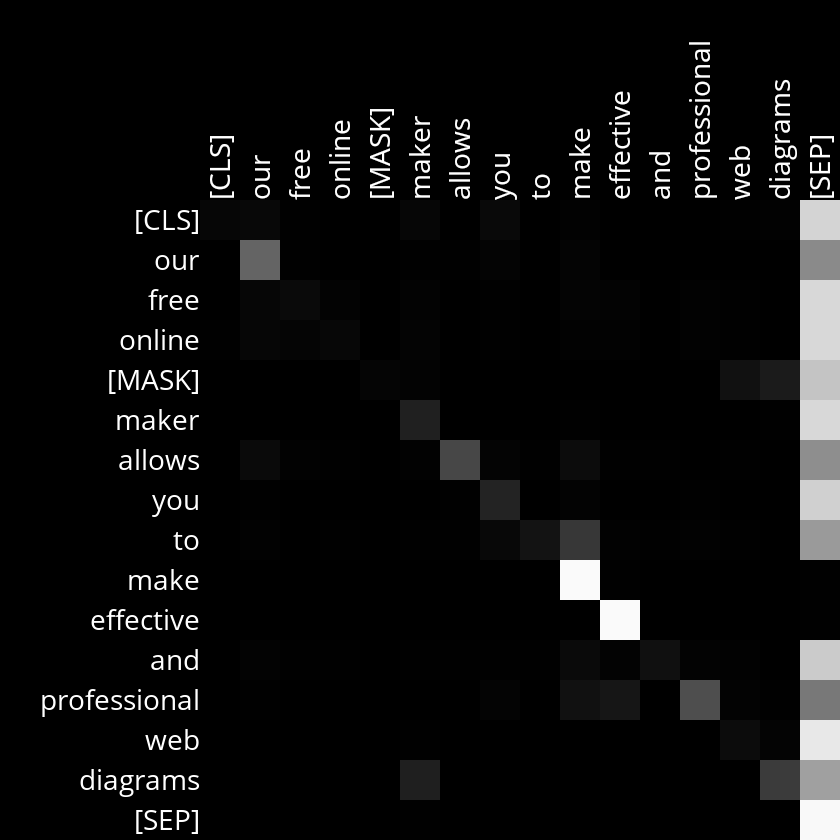 [CLS]
our
free
online
[MASK]
maker
allows
you
to
make
effective
and
professional
web
diagrams
[SEP]
[CLS]
our
free
online
[MASK]
maker
allows
you
to
make
effective
and
professional
web
diagrams
[SEP]